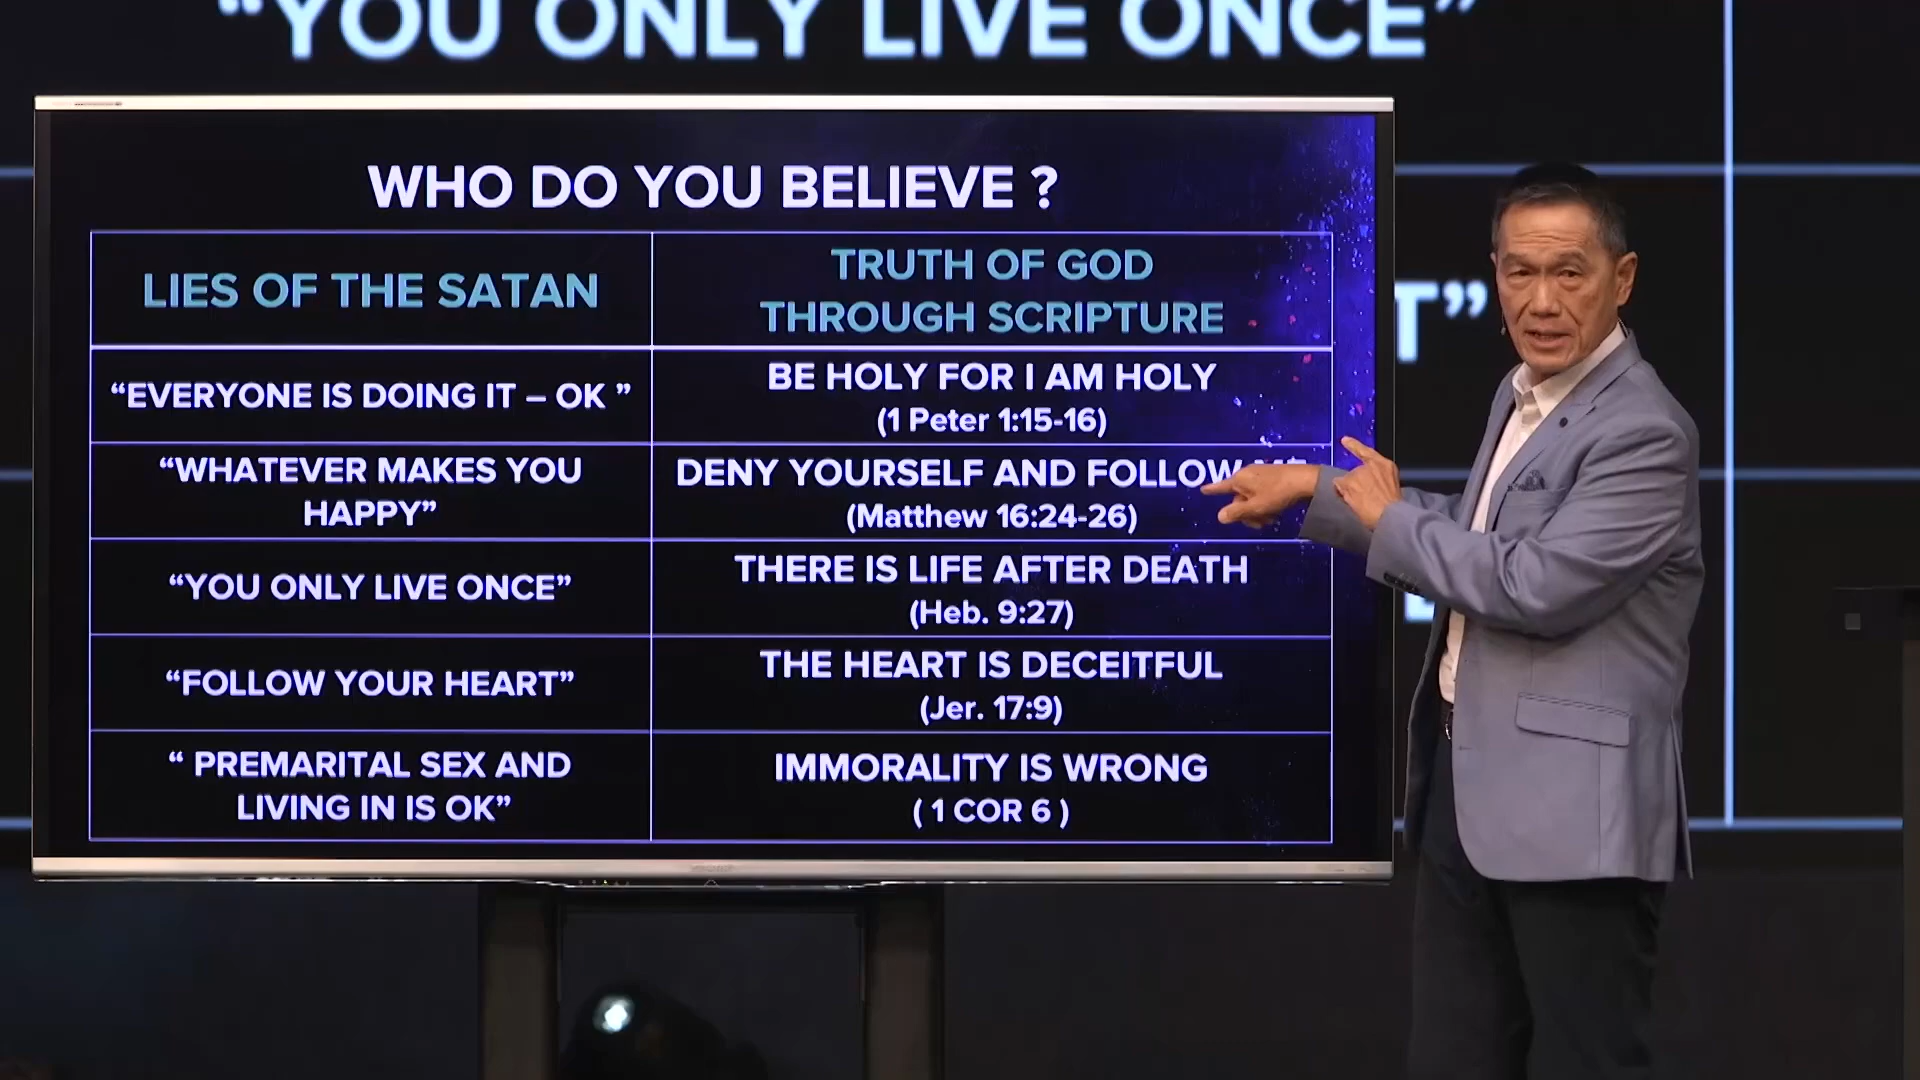 “YOU ONLY LIVE ONCE”
WHO DO YOU BELIEVE ?
LIES OF THE SATAN
TRUTH OF GOD
THROUGH SCRIPTURE
“EVERYONE IS DOING IT – OK ”
BE HOLY FOR I AM HOLY
(1 Peter 1:15-16)
“WHATEVER MAKES YOU
HAPPY”
DENY YOURSELF AND FOLLOW
(Matthew 16:24-26)
“YOU ONLY LIVE ONCE”
THERE IS LIFE AFTER DEATH
(Heb. 9:27)
“FOLLOW YOUR HEART”
THE HEART IS DECEITFUL
(Jer. 17:9)
“ PREMARITAL SEX AND
LIVING IN IS OK”
IMMORALITY IS WRONG
( 1 COR 6 )
T”